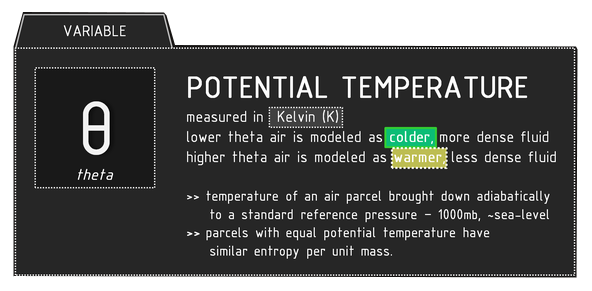 VARIABLE
θ
theta
POTENTIAL TEMPERATURE
measured in Kelvin (K)
lower theta air is modeled as colder, more dense fluid
higher theta air is modeled as warmer less dense fluid
>> temperature of an air parcel brought down adiabatically
to a standard reference pressure - 1000mb, ~sea-level
>> parcels with equal potential temperature have
similar entropy per unit mass.